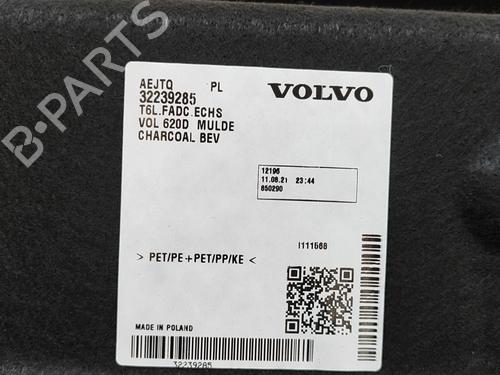 B-PARTS
AEJTQ PL
32239285
T6L.FADC.ECHS
VOL 620D MULDE
CHARCOAL BEV
VOLVO
12196
11.08.21 23:44
850290
I111568
> PET/PE+PET/PP/KE <
MADE IN POLAND
32239285